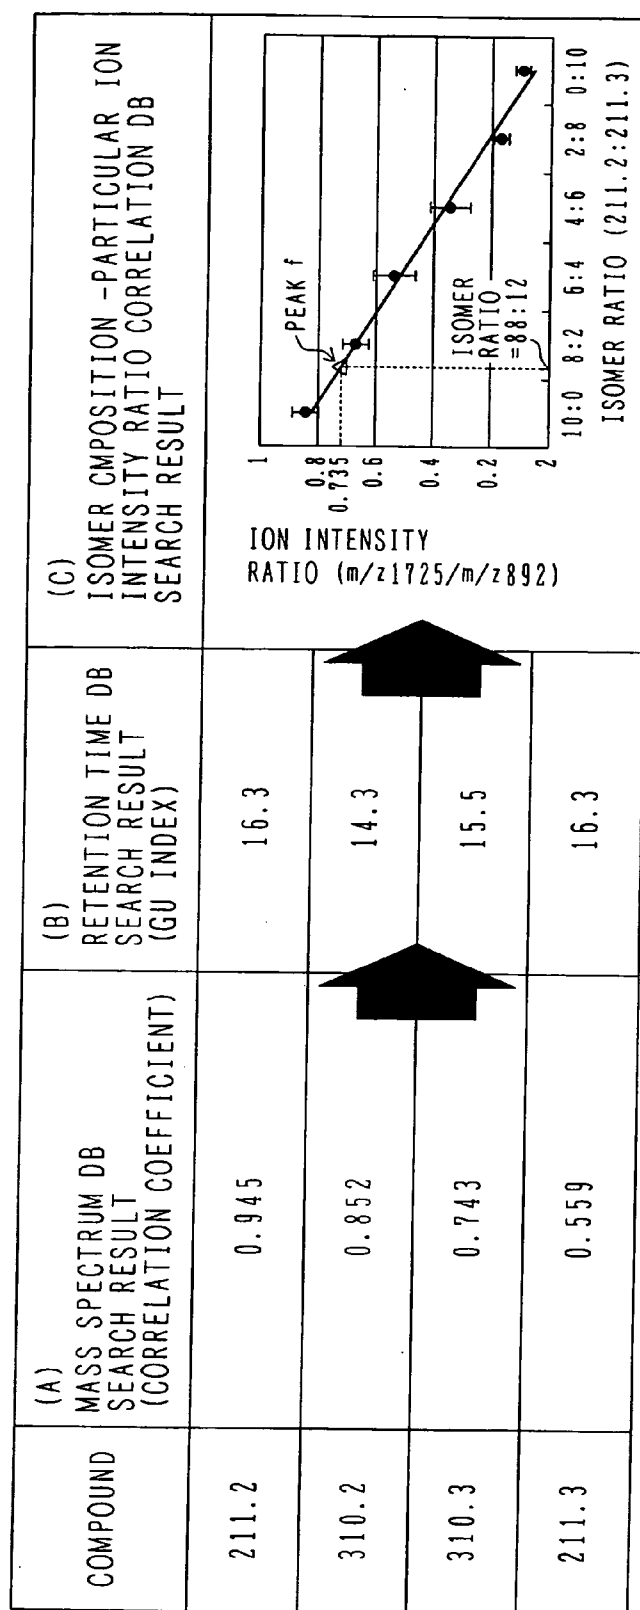 COMPOUND
(A)
MASS SPECTRUM DB
SEARCH RESULT
(CORRELATION COEFFICIENT)
(B)
RETENTION TIME DB
SEARCH RESULT
(GU INDEX)
(C)
ISOMER CMPOSITION -PARTICULAR ION
INTENSITY RATIO CORRELATION DB
SEARCH RESULT
211.2
0.945
16.3
310.2
0.852
14.3
310.3
0.743
15.5
211.3
0.559
16.3
ION INTENSITY
RATIO (m/z1725/m/z892)
1
0.8
0.735
0.6
0.4
0.2
2
PEAK f
ISOMER
RATIO
=88:12
10:0 8:2 6:4 4:6 2:8 0:10
ISOMER RATIO (211.2:211.3)